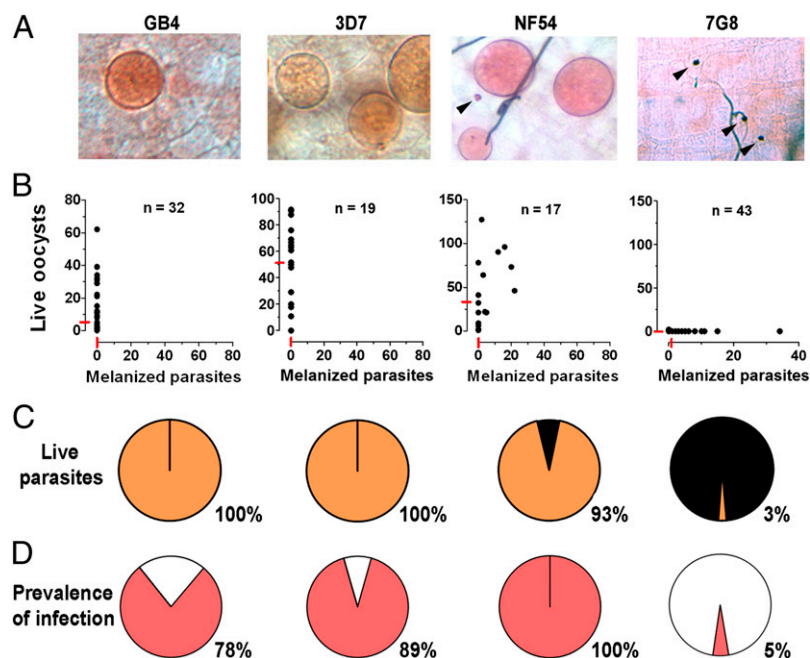 A
GB4 3D7 NF54 7G8
B
Live oocysts
80 60 40 20 0
n = 32
0 20 40 60 80
Melanized parasites
100 80 60 40 20 0
n = 19
0 20 40 60 80
Melanized parasites
150 100 50 0
n = 17
0 20 40 60 80
Melanized parasites
150 100 50 0
n = 43
0 20 40
Melanized parasites
C
Live
parasites
100% 100% 93% 3%
D
Prevalence
of infection
78% 89% 100% 5%